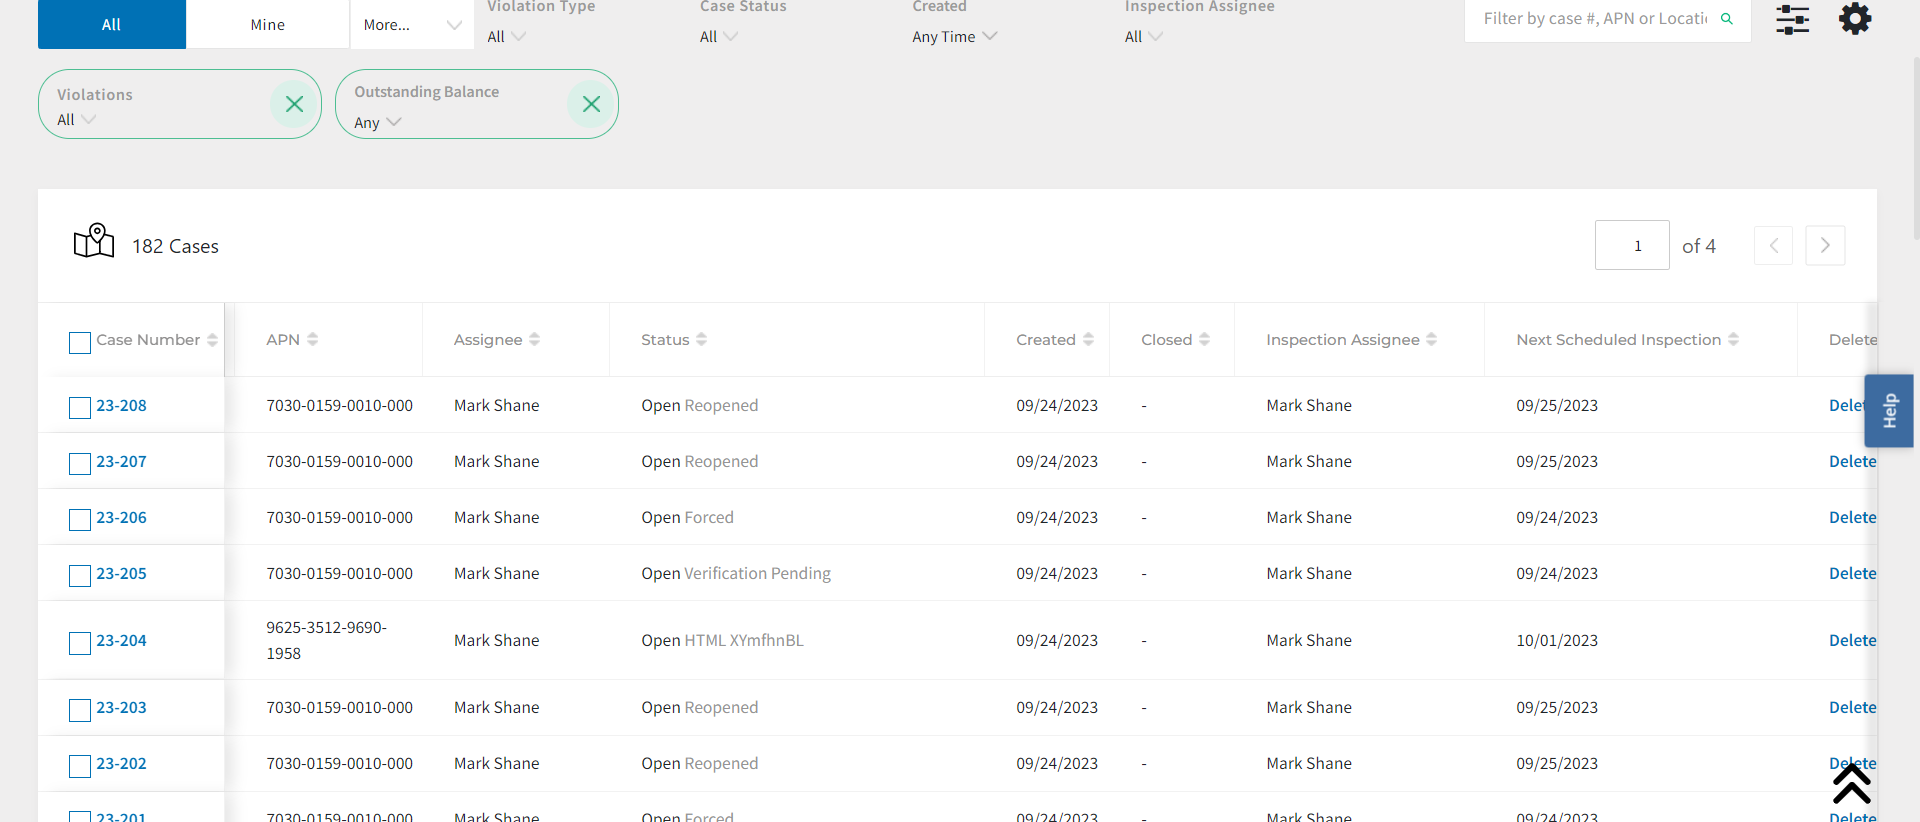 All
Mine
More...
Violation Type
All
Case Status
All
Created
Any Time
Inspection Assignee
All
Filter by case #, APN or Locati
Violations
All
Outstanding Balance
Any
182 Cases
1 of 4
Case Number APN Assignee Status Created Closed Inspection Assignee Next Scheduled Inspection Delete
23-208 7030-0159-0010-000 Mark Shane Open Reopened 09/24/2023 - Mark Shane 09/25/2023 Delet
Help
23-207 7030-0159-0010-000 Mark Shane Open Reopened 09/24/2023 - Mark Shane 09/25/2023 Delete
23-206 7030-0159-0010-000 Mark Shane Open Forced 09/24/2023 - Mark Shane 09/24/2023 Delete
23-205 7030-0159-0010-000 Mark Shane Open Verification Pending 09/24/2023 - Mark Shane 09/24/2023 Delete
23-204 9625-3512-9690-
1958 Mark Shane Open HTML XYmfhnBL 09/24/2023 - Mark Shane 10/01/2023 Delete
23-203 7030-0159-0010-000 Mark Shane Open Reopened 09/24/2023 - Mark Shane 09/25/2023 Delete
23-202 7030-0159-0010-000 Mark Shane Open Reopened 09/24/2023 - Mark Shane 09/25/2023 Delete
23-201 7030-0159-0010-000 Mark Shane Open Forced 09/24/2023 - Mark Shane 09/24/2023 Delete